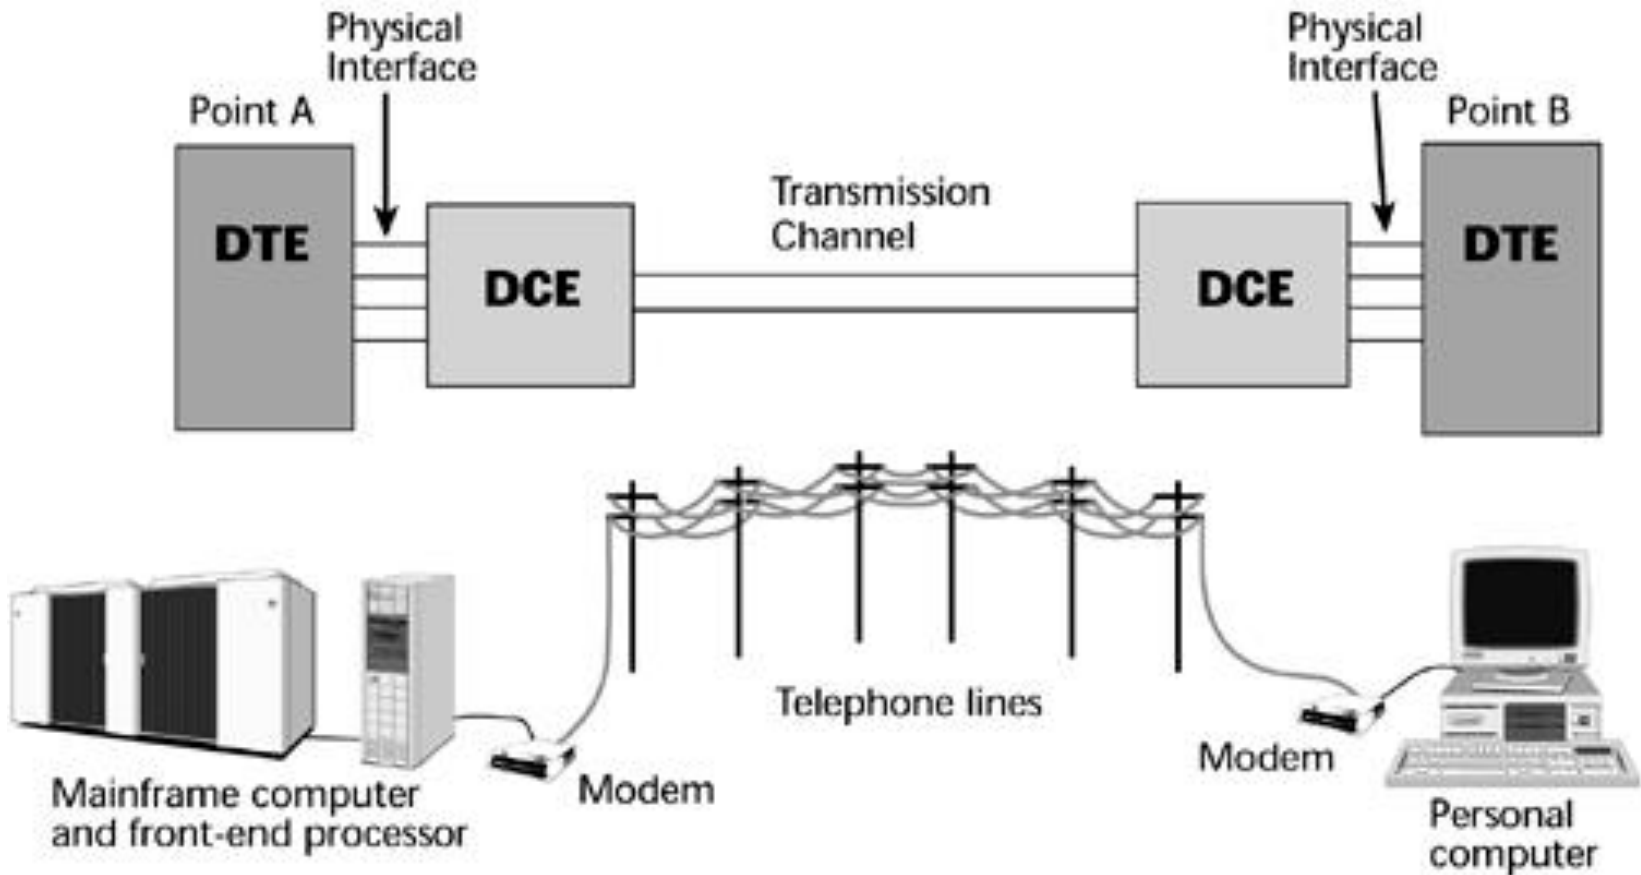 Physical
Interface
Physical
Interface
Point A
Point B
DTE
DCE
Transmission
Channel
DCE
DTE
Telephone lines
Modem
Modem
Mainframe computer
and front-end processor
Personal
computer